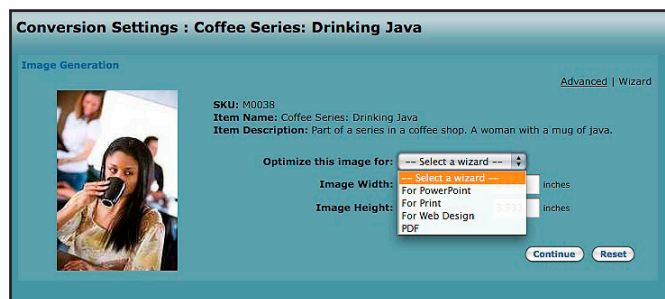 Conversion Settings : Coffee Series: Drinking Java
Image Generation
Advanced | Wizard
SKU: M0038
Item Name: Coffee Series: Drinking Java
Item Description: Part of a series in a coffee shop. A woman with a mug of java.
Optimize this image for: -- Select a wizard --
-- Select a wizard --
For PowerPoint
For Print
For Web Design
PDF
Image Width: inches
Image Height: inches
Continue Reset